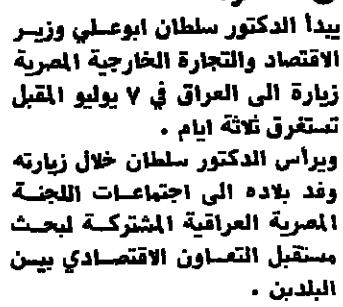 يبدأ الدكتور سلطان ابوعلي وزير
الاقتصاد والتجارة الخارجية المصرية
زيارة الى العراق في ٧ يوليو المقبل
تستغرق ثلاثة ايام .
ويرأس الدكتور سلطان خلال زيارته
وفد بلاده الى اجتماعات اللجنة
المصرية العراقية المشتركة لبحث
مستقبل التعاون الاقتصادي بين
البلدين .